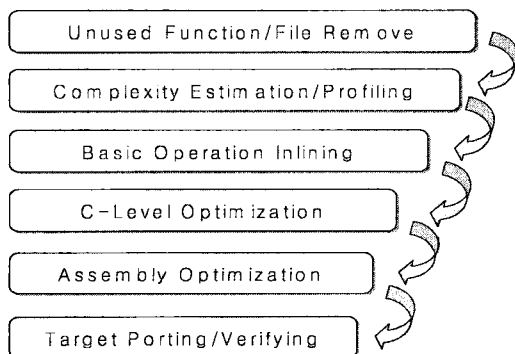 Unused Function/File Remove
Complexity Estimation/Profiling
Basic Operation Inlining
C-Level Optimization
Assembly Optimization
Target Porting/Verifying